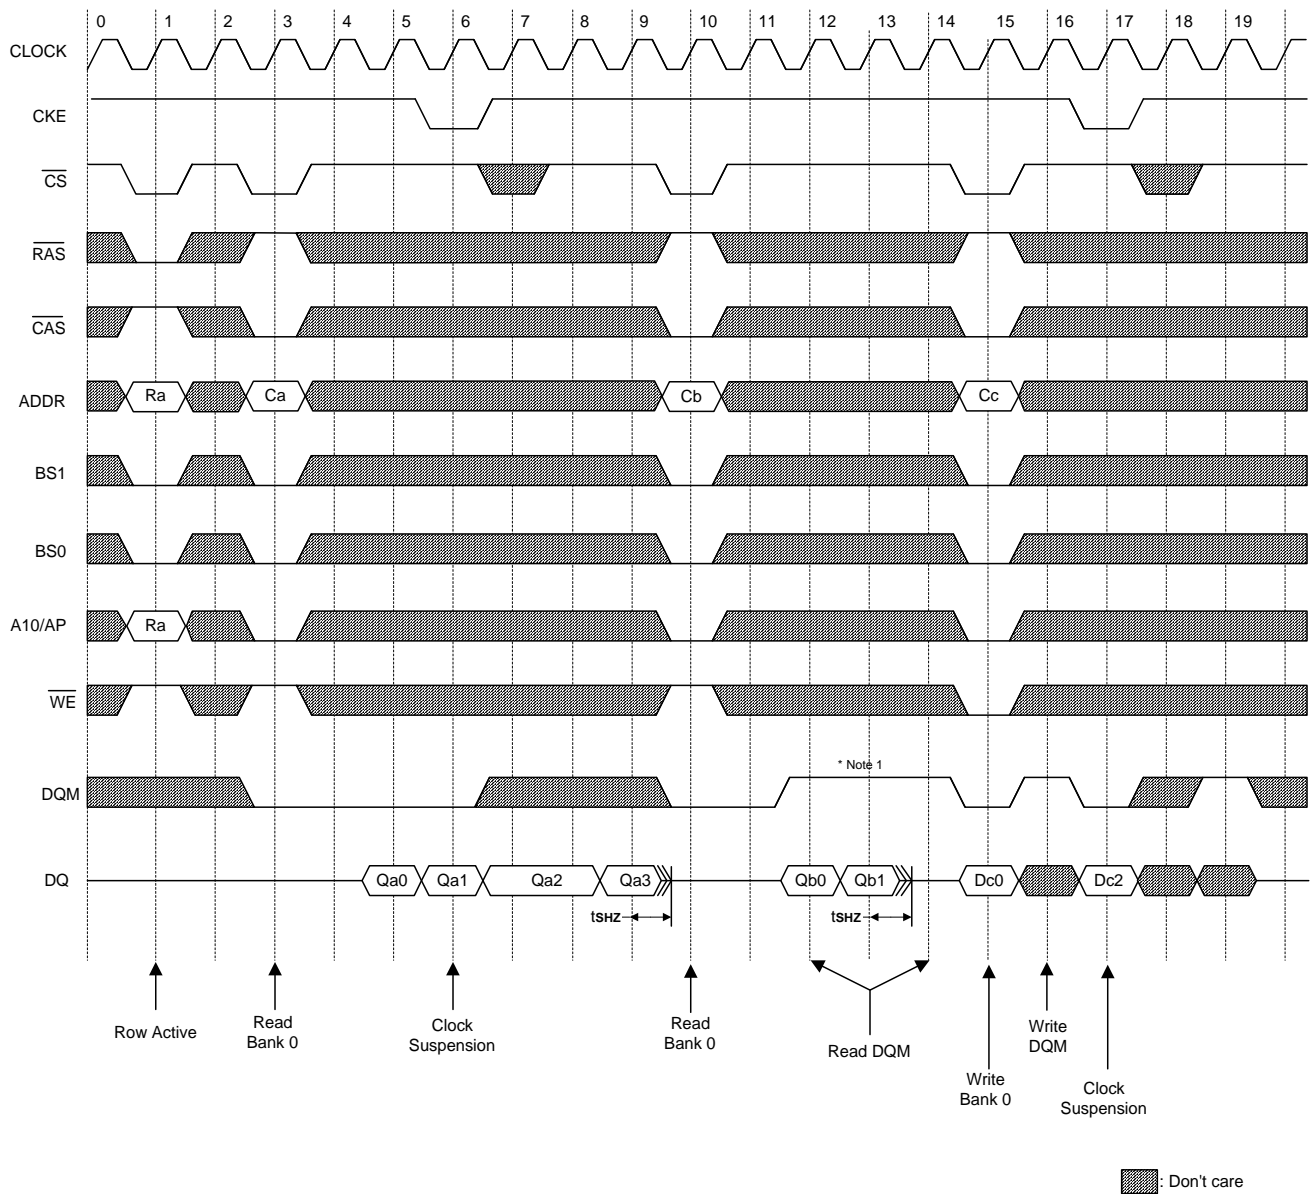 0 1 2 3 4 5 6 7 8 9 10 11 12 13 14 15 16 17 18 19
CLOCK
CKE
CS
RAS
CAS
ADDR Ra Ca Cb Cc
BS1
BS0
A10/AP Ra
WE
* Note 1
DQM
DQ Qa0 Qa1 Qa2 Qa3 Qb0 Qb1 Dc0 Dc2
tSHZ tSHZ
Row Active
Read
Bank 0
Clock
Suspension
Read
Bank 0
Read DQM
Write
Bank 0
Write
DQM
Clock
Suspension
: Don't care